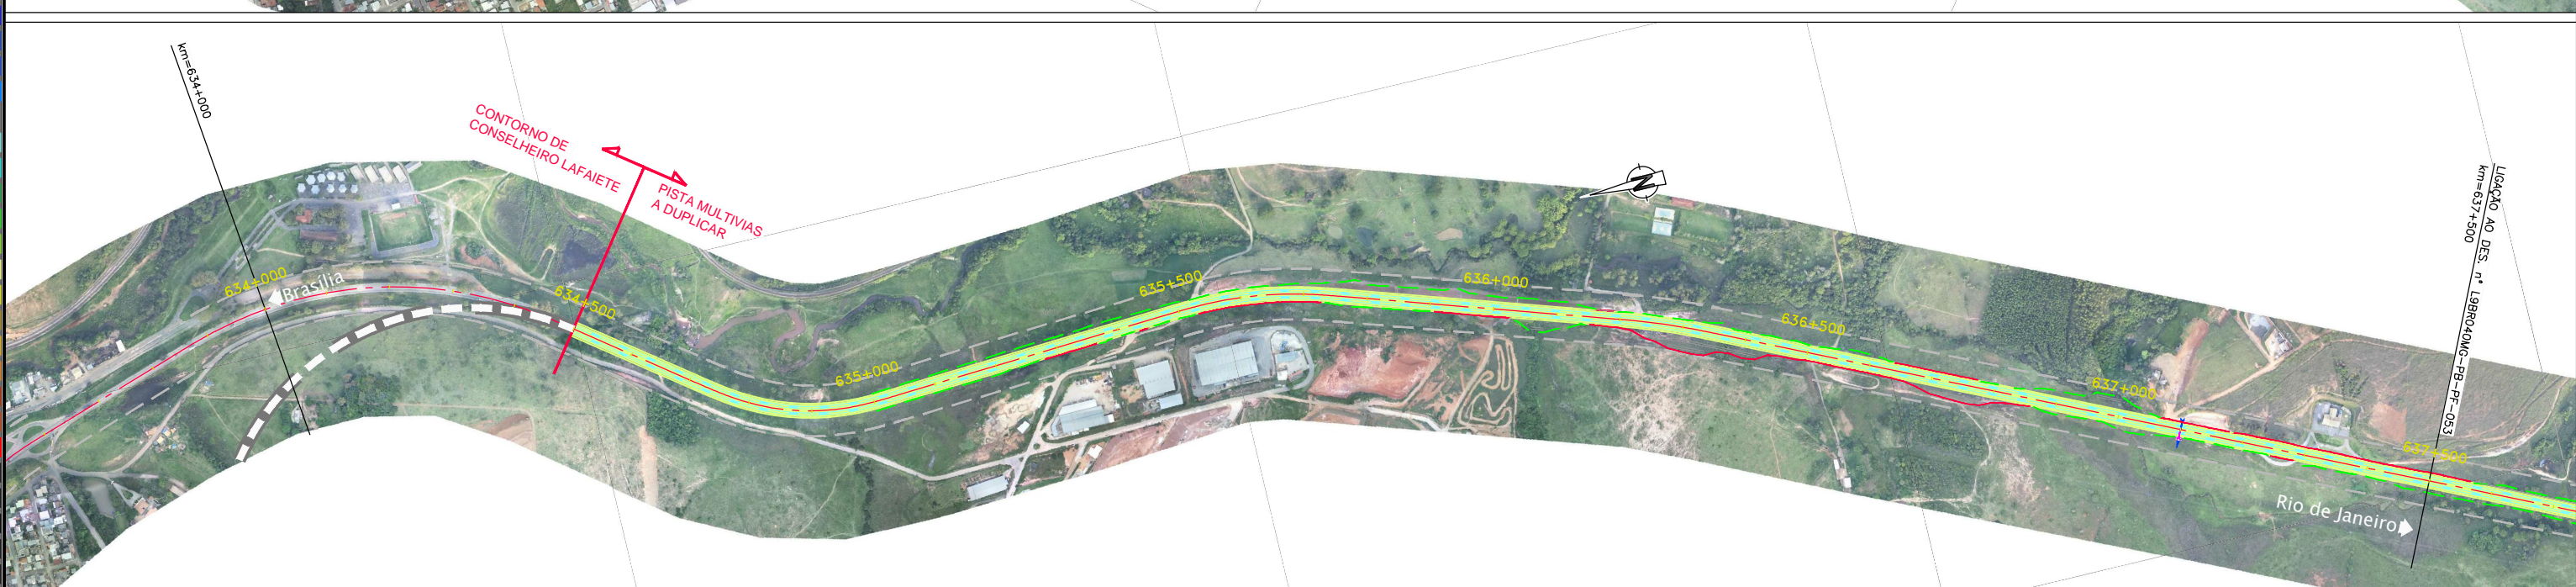 km=634+000
CONTORNO DE
CONSELHEIRO LAFAIETE
PISTA MULTIVIAS
A DUPLICAR
N
LIGAÇÃO AO DES. n° L9BR040MG-PB-PF-053
km=637+500
634+000
Brasília
634+500
635+000
635+500
636+000
636+500
637+000
637+500
Rio de Janeiro